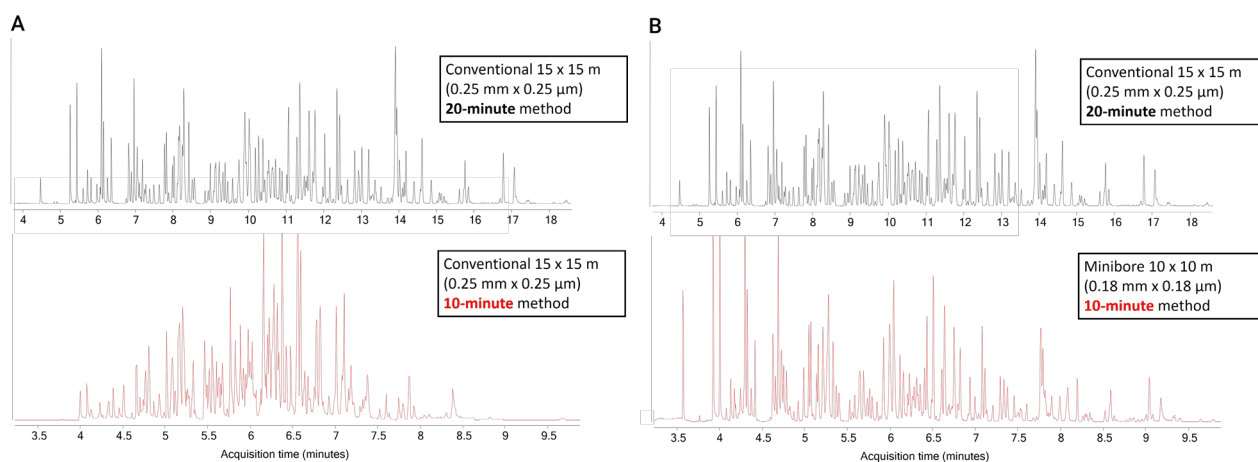 A
Conventional 15 x 15 m
(0.25 mm x 0.25 µm)
20-minute method
4 5 6 7 8 9 10 11 12 13 14 15 16 17 18
Conventional 15 x 15 m
(0.25 mm x 0.25 µm)
10-minute method
3.5 4 4.5 5 5.5 6 6.5 7 7.5 8 8.5 9 9.5
Acquisition time (minutes)
B
Conventional 15 x 15 m
(0.25 mm x 0.25 µm)
20-minute method
4 5 6 7 8 9 10 11 12 13 14 15 16 17 18
Minibore 10 x 10 m
(0.18 mm x 0.18 µm)
10-minute method
3.5 4 4.5 5 5.5 6 6.5 7 7.5 8 8.5 9 9.5
Acquisition time (minutes)